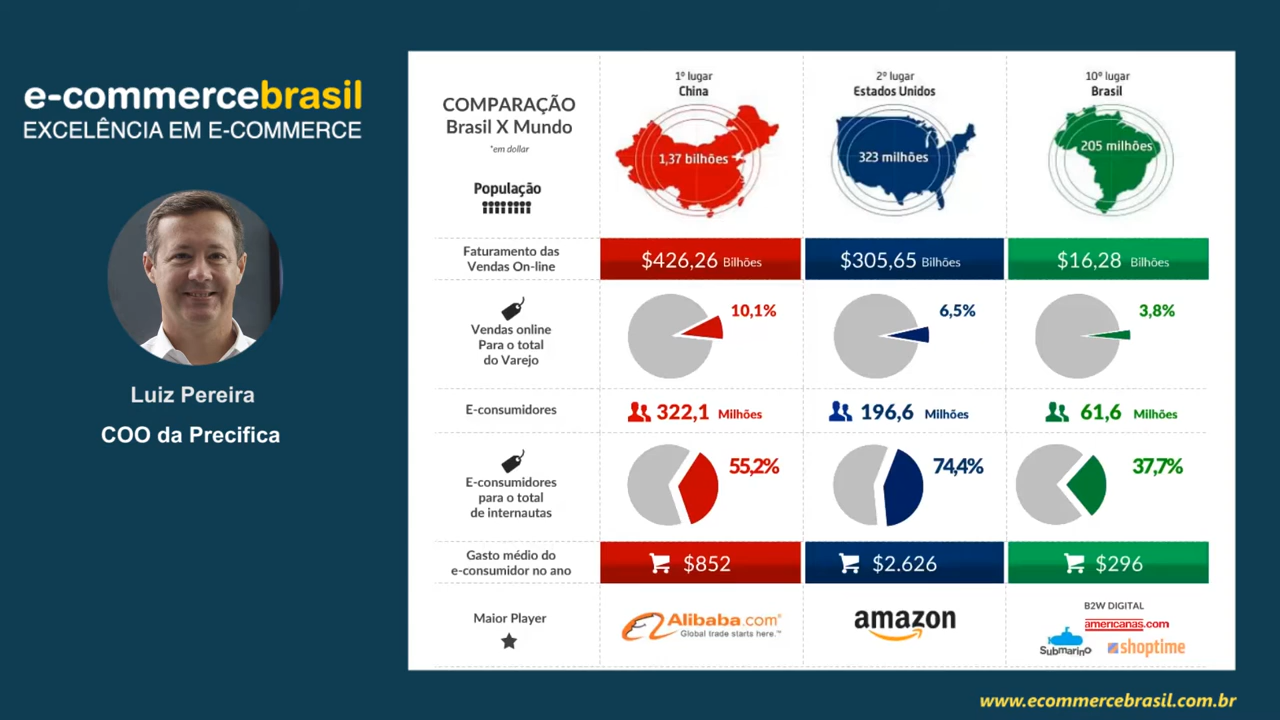 e-commercebrasil
EXCELÊNCIA EM E-COMMERCE
Luiz Pereira
COO da Precifica
COMPARAÇÃO
Brasil X Mundo
*em dollar
População
1º lugar
China
1,37 bilhões
2º lugar
Estados Unidos
323 milhões
10º lugar
Brasil
205 milhões
Faturamento das
Vendas On-line
$426,26 Bilhões
$305,65 Bilhões
$16,28 Bilhões
Vendas online
Para o total
do Varejo
10,1%
6,5%
3,8%
E-consumidores
322,1 Milhões
196,6 Milhões
61,6 Milhões
E-consumidores
para o total
de internautas
55,2%
74,4%
37,7%
Gasto médio do
e-consumidor no ano
$852
$2.626
$296
Maior Player
Alibaba.com®
Global trade starts here.™
amazon
B2W DIGITAL
americanas.com
Submarino
shoptime
www.ecommercebrasil.com.br